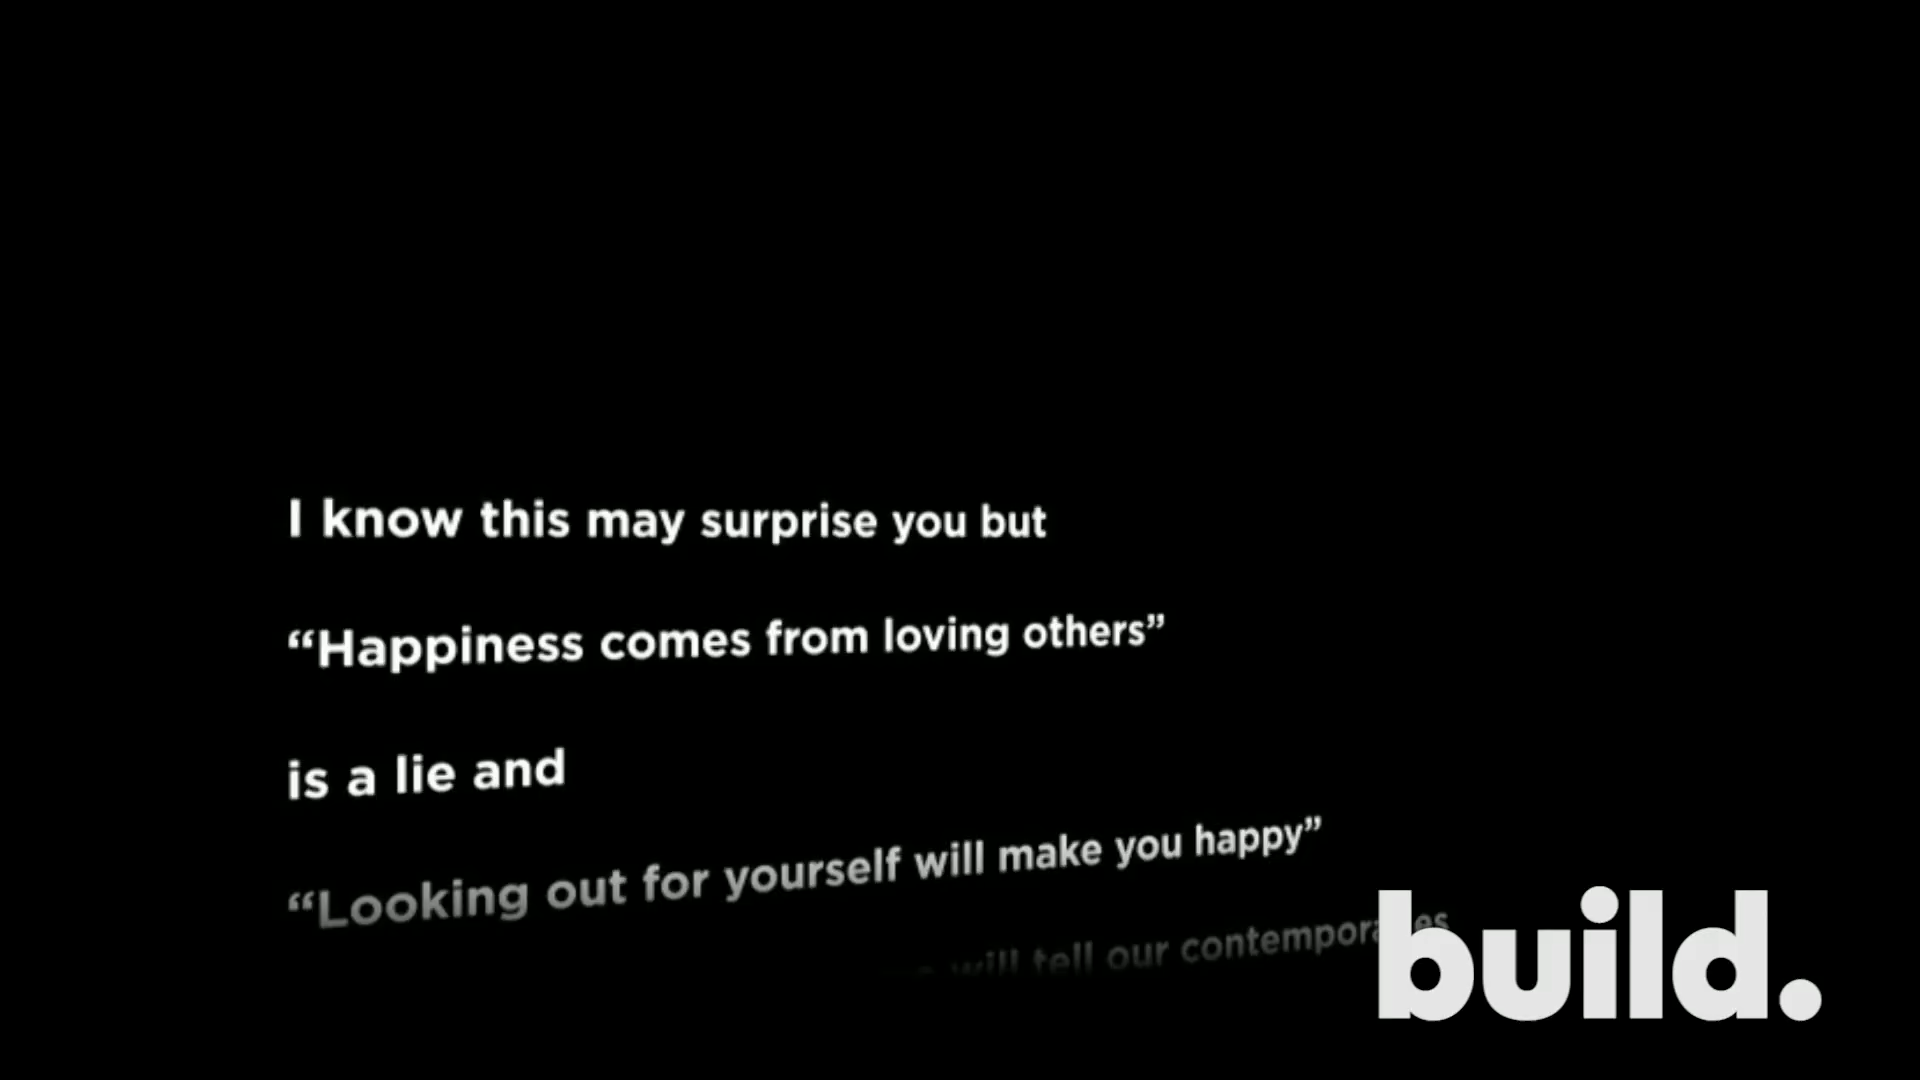 I know this may surprise you but
“Happiness comes from loving others”
is a lie and
“Looking out for yourself will make you happy”
will tell our
build.